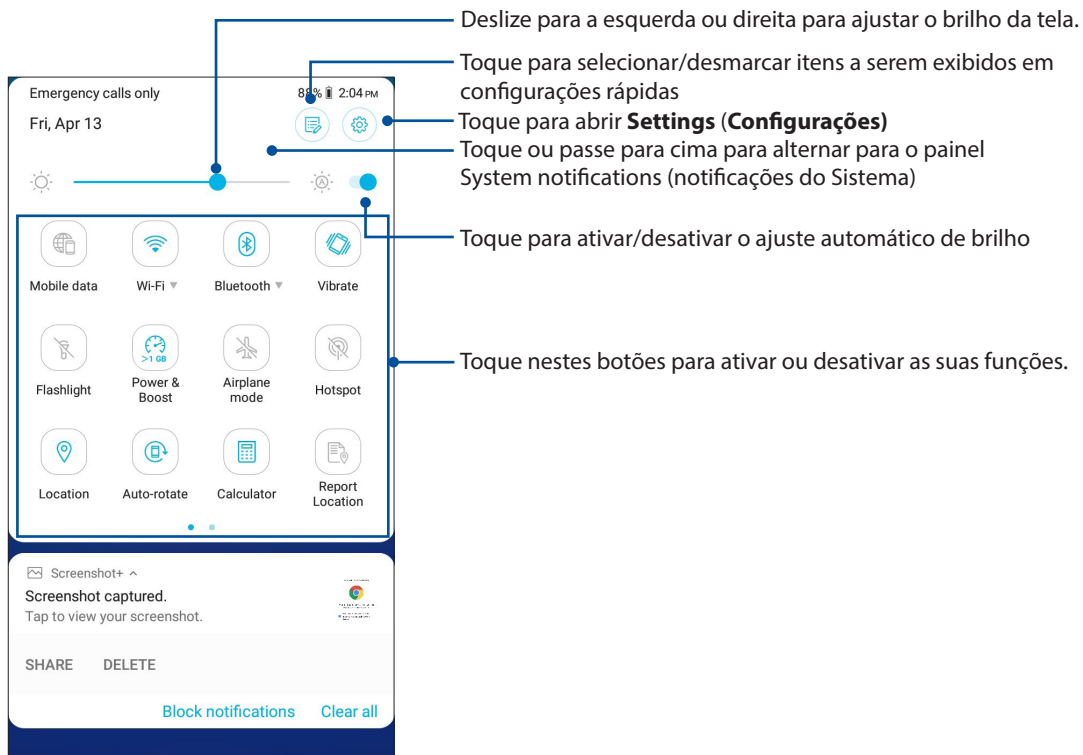 Deslize para a esquerda ou direita para ajustar o brilho da tela.
Toque para selecionar/desmarcar itens a serem exibidos em
configurações rápidas
Toque para abrir Settings (Configurações)
Toque ou passe para cima para alternar para o painel
System notifications (notificações do Sistema)
Toque para ativar/desativar o ajuste automático de brilho
Toque nestes botões para ativar ou desativar as suas funções.
Emergency calls only 88% 2:04 PM
Fri, Apr 13
A
Mobile data Wi-Fi Bluetooth Vibrate
>1 GB
Flashlight Power & Airplane Hotspot
Boost mode
Location Auto-rotate Calculator Report
Location
Screenshot+
Screenshot captured.
Tap to view your screenshot.
SHARE DELETE
Block notifications Clear all